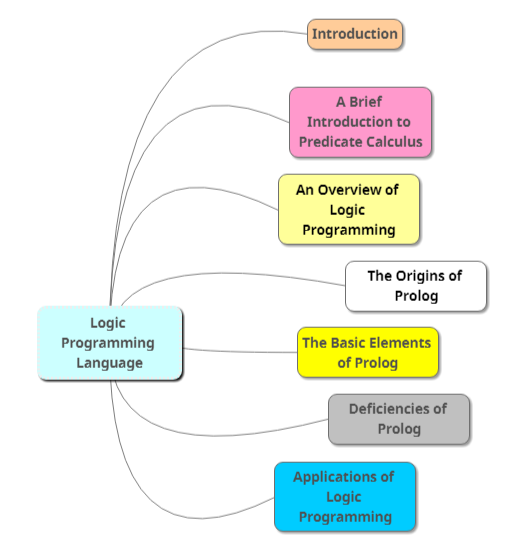 Introduction
A Brief
Introduction to
Predicate Calculus
An Overview of
Logic
Programming
The Origins of
Prolog
Logic
Programming
Language
The Basic Elements
of Prolog
Deficiencies of
Prolog
Applications of
Logic
Programming